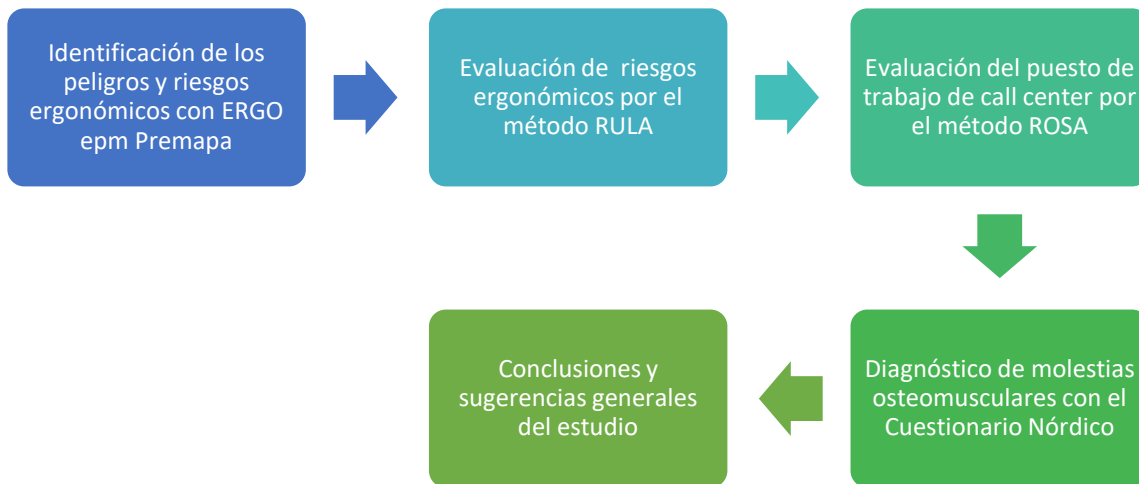 Identificación de los
peligros y riesgos
ergonómicos con ERGO
epm Premapa
Evaluación de riesgos
ergonómicos por el
método RULA
Evaluación del puesto de
trabajo de call center por
el método ROSA
Diagnóstico de molestias
osteomusculares con el
Cuestionario Nórdico
Conclusiones y
sugerencias generales
del estudio